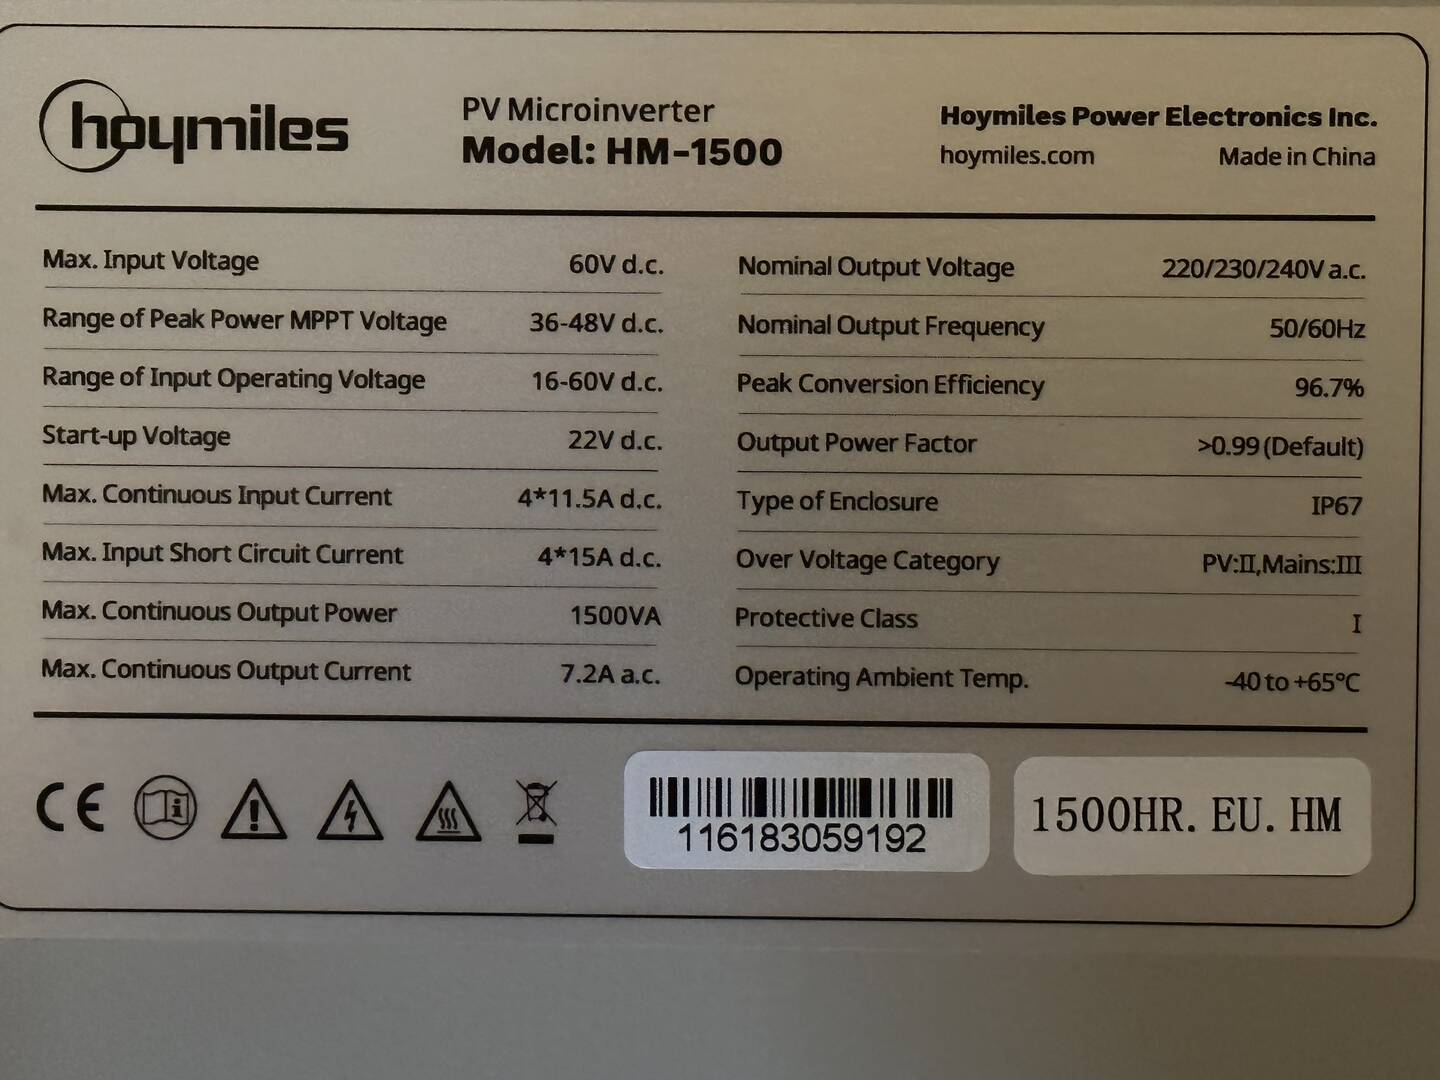 hoymiles
PV Microinverter
Model: HM-1500
Hoymiles Power Electronics Inc.
hoymiles.com Made in China
Max. Input Voltage 60V d.c.
Range of Peak Power MPPT Voltage 36-48V d.c.
Range of Input Operating Voltage 16-60V d.c.
Start-up Voltage 22V d.c.
Max. Continuous Input Current 4*11.5A d.c.
Max. Input Short Circuit Current 4*15A d.c.
Max. Continuous Output Power 1500VA
Max. Continuous Output Current 7.2A a.c.
Nominal Output Voltage 220/230/240V a.c.
Nominal Output Frequency 50/60Hz
Peak Conversion Efficiency 96.7%
Output Power Factor >0.99 (Default)
Type of Enclosure IP67
Over Voltage Category PV:II,Mains:III
Protective Class I
Operating Ambient Temp. -40 to +65°C
CE
116183059192
1500HR. EU. HM